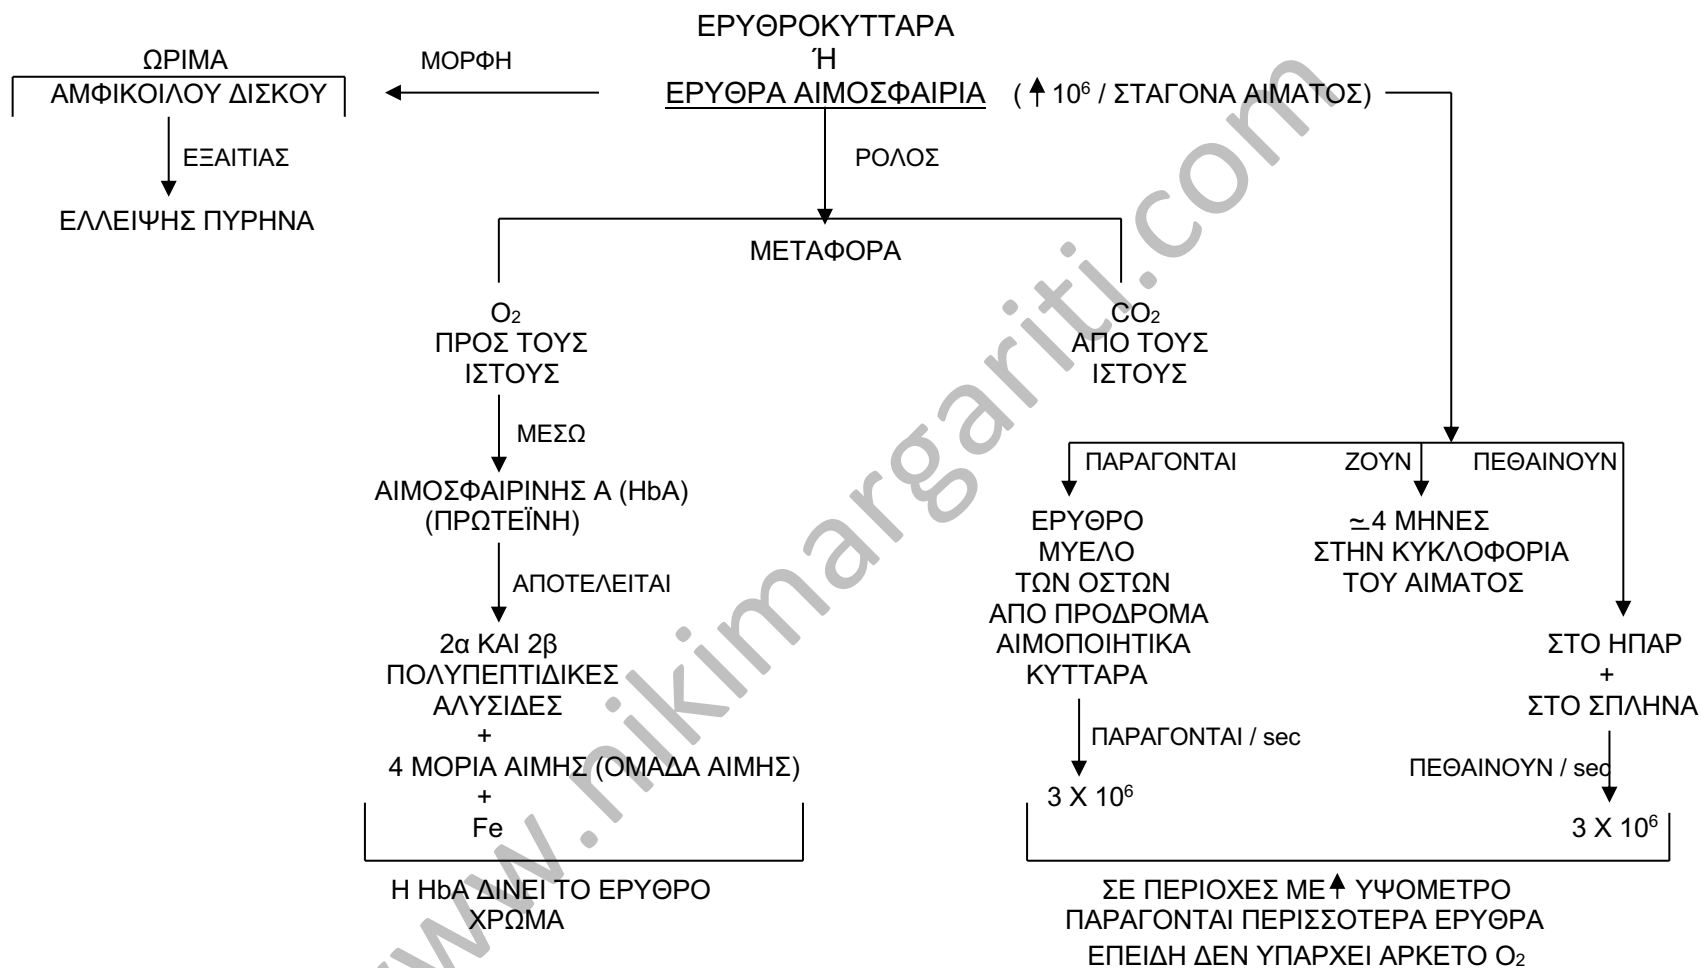 ΕΡΥΘΡΟΚΥΤΤΑΡΑ
Ή
ΕΡΥΘΡΑ ΑΙΜΟΣΦΑΙΡΙΑ ( ↑ 10⁶ / ΣΤΑΓΟΝΑ ΑΙΜΑΤΟΣ)
ΜΟΡΦΗ
ΩΡΙΜΑ
ΑΜΦΙΚΟΙΛΟΥ ΔΙΣΚΟΥ
ΕΞΑΙΤΙΑΣ
ΕΛΛΕΙΨΗΣ ΠΥΡΗΝΑ
ΡΟΛΟΣ
ΜΕΤΑΦΟΡΑ
O₂
ΠΡΟΣ ΤΟΥΣ
ΙΣΤΟΥΣ
ΜΕΣΩ
ΑΙΜΟΣΦΑΙΡΙΝΗΣ Α (HbA)
(ΠΡΩΤΕΪΝΗ)
ΑΠΟΤΕΛΕΙΤΑΙ
2α ΚΑΙ 2β
ΠΟΛΥΠΕΠΤΙΔΙΚΕΣ
ΑΛΥΣΙΔΕΣ
+
4 ΜΟΡΙΑ ΑΙΜΗΣ (ΟΜΑΔΑ ΑΙΜΗΣ)
+
Fe
Η HbA ΔΙΝΕΙ ΤΟ ΕΡΥΘΡΟ
ΧΡΩΜΑ
CO₂
ΑΠΟ ΤΟΥΣ
ΙΣΤΟΥΣ
ΠΑΡΑΓΟΝΤΑΙ
ΕΡΥΘΡΟ
ΜΥΕΛΟ
ΤΩΝ ΟΣΤΩΝ
ΑΠΟ ΠΡΟΔΡΟΜΑ
ΑΙΜΟΠΟΙΗΤΙΚΑ
ΚΥΤΤΑΡΑ
ΠΑΡΑΓΟΝΤΑΙ / sec
3 Χ 10⁶
ΖΟΥΝ
≃4 ΜΗΝΕΣ
ΣΤΗΝ ΚΥΚΛΟΦΟΡΙΑ
ΤΟΥ ΑΙΜΑΤΟΣ
ΠΕΘΑΙΝΟΥΝ
ΣΤΟ ΗΠΑΡ
+
ΣΤΟ ΣΠΛΗΝΑ
ΠΕΘΑΙΝΟΥΝ / sec
3 Χ 10⁶
ΣΕ ΠΕΡΙΟΧΕΣ ΜΕ ↑ ΥΨΟΜΕΤΡΟ
ΠΑΡΑΓΟΝΤΑΙ ΠΕΡΙΣΣΟΤΕΡΑ ΕΡΥΘΡΑ
ΕΠΕΙΔΗ ΔΕΝ ΥΠΑΡΧΕΙ ΑΡΚΕΤΟ O₂
www.nikimargariti.com